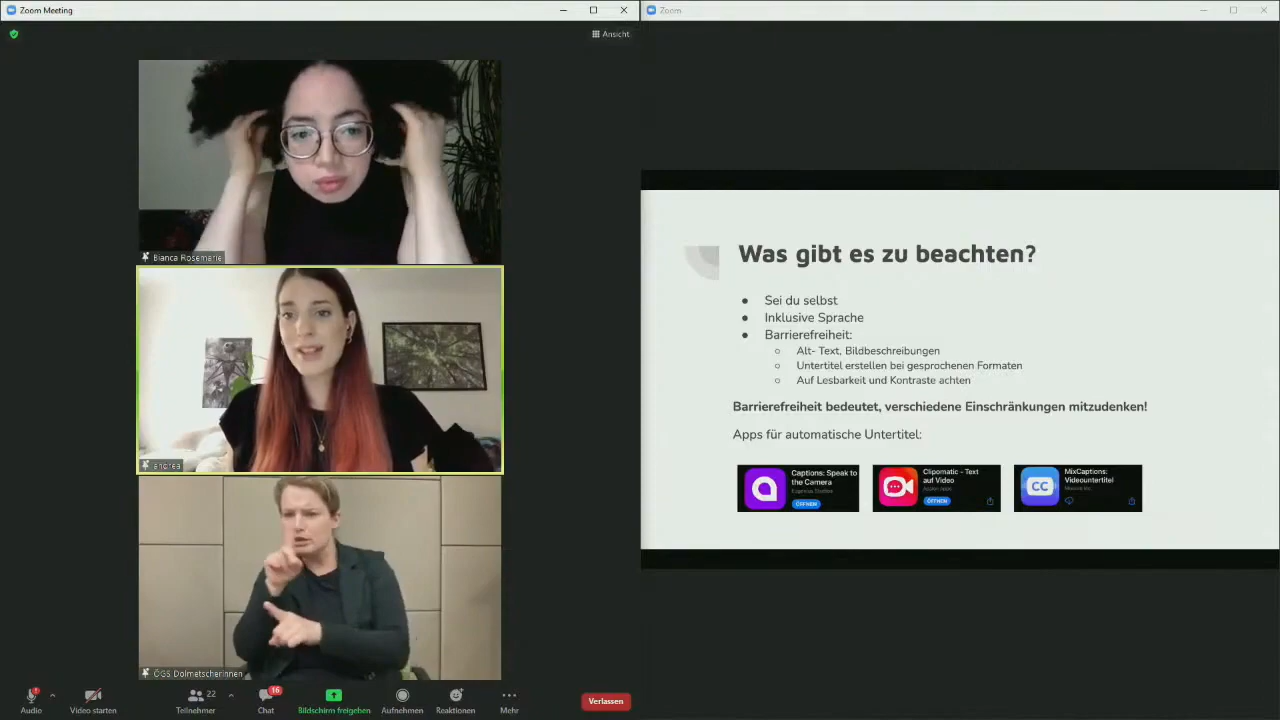 Zoom Meeting
Ansicht
Bianca Rosemarie
andrea
ÖGS Dolmetscherinnen
Audio
Video starten
22
Teilnehmer
16
Chat
Bildschirm freigeben
Aufnehmen
Reaktionen
Mehr
Verlassen
Zoom
Was gibt es zu beachten?
● Sei du selbst
● Inklusive Sprache
● Barrierefreiheit:
○ Alt- Text, Bildbeschreibungen
○ Untertitel erstellen bei gesprochenen Formaten
○ Auf Lesbarkeit und Kontraste achten
Barrierefreiheit bedeutet, verschiedene Einschränkungen mitzudenken!
Apps für automatische Untertitel:
Captions: Speak to
the Camera
ÖFFNEN
Clipomatic - Text
auf Video
ÖFFNEN
CC
MixCaptions:
Videountertitel